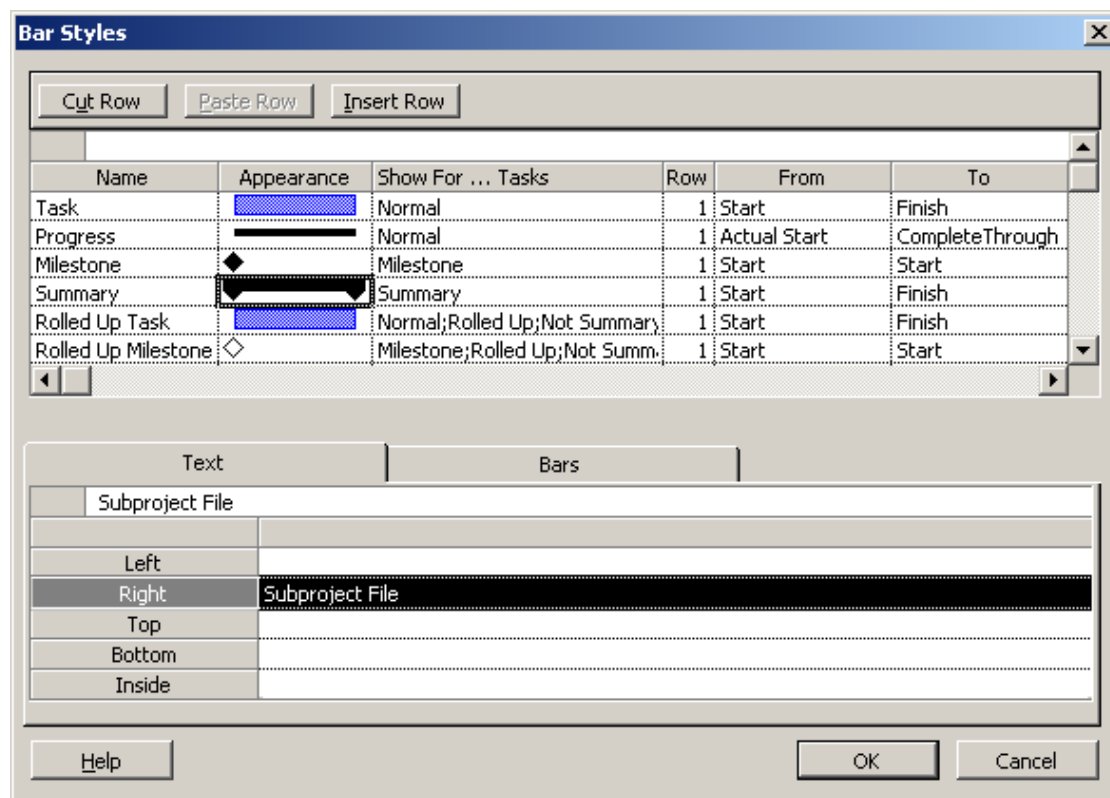 Bar Styles
Cut Row Paste Row Insert Row
Name Appearance Show For ... Tasks Row From To
Task Normal 1 Start Finish
Progress Normal 1 Actual Start CompleteThrough
Milestone Milestone 1 Start Start
Summary Summary 1 Start Finish
Rolled Up Task Normal;Rolled Up;Not Summary 1 Start Finish
Rolled Up Milestone Milestone;Rolled Up;Not Summ 1 Start Start
Text Bars
Subproject File
Left
Right Subproject File
Top
Bottom
Inside
Help OK Cancel